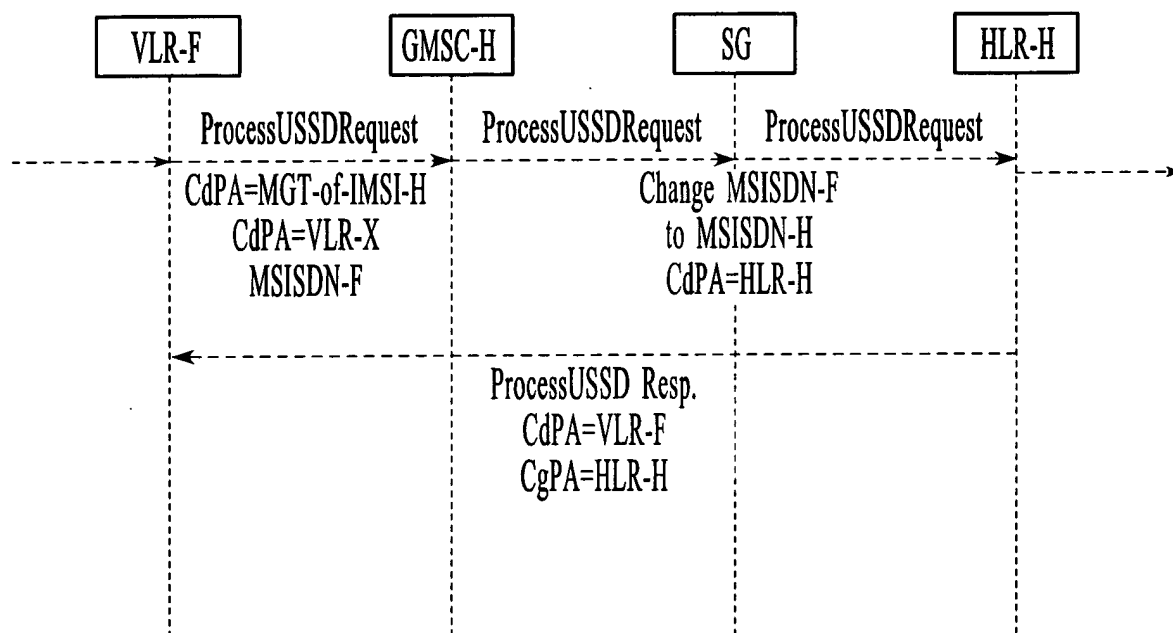 VLR-F
GMSC-H
SG
HLR-H
ProcessUSSDRequest
ProcessUSSDRequest
ProcessUSSDRequest
CdPA=MGT-of-IMSI-H
CdPA=VLR-X
MSISDN-F
Change MSISDN-F
to MSISDN-H
CdPA=HLR-H
ProcessUSSD Resp.
CdPA=VLR-F
CgPA=HLR-H